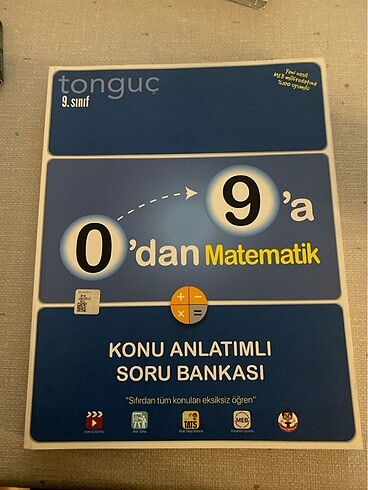 tonguç
9. sınıf
Yeni nesil
MEB müfredatına
%100 uyumlu
0'dan 9'a
Matematik
+ −
× =
KONU ANLATIMLI
SORU BANKASI
"Sıfırdan tüm konuları eksiksiz öğren"
MEB